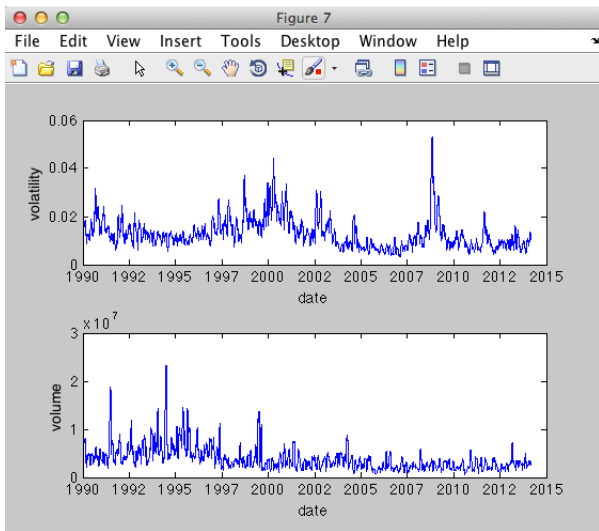 Figure 7
File Edit View Insert Tools Desktop Window Help
0.06
0.04
0.02
0
volatility
1990 1992 1995 1997 2000 2002 2005 2007 2010 2012 2015
date
x 10^7
3
2
1
0
volume
1990 1992 1995 1997 2000 2002 2005 2007 2010 2012 2015
date